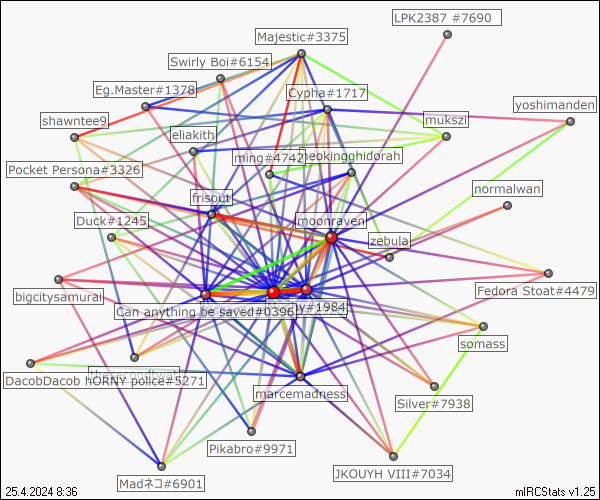 LPK2387 #7690
Majestic#3375
Swirly Boi#6154
Eg.Master#1378
Cypha#1717
yoshimanden
shawntee9
mukszi
eliakith
ming#4742
neokingghidorah
Pocket Persona#3326
normalwan
frisout
Duck#1245
moonraven
zebula
bigcitysamurai
Fedora Stoat#4479
Can anything be saved#0396
#1984
somass
DacobDacob hORNY police#5271
marcemadness
Silver#7938
Pikabro#9971
JKOUYH VIII#7034
Madネコ#6901
25.4.2024 8:36
mIRCStats v1.25